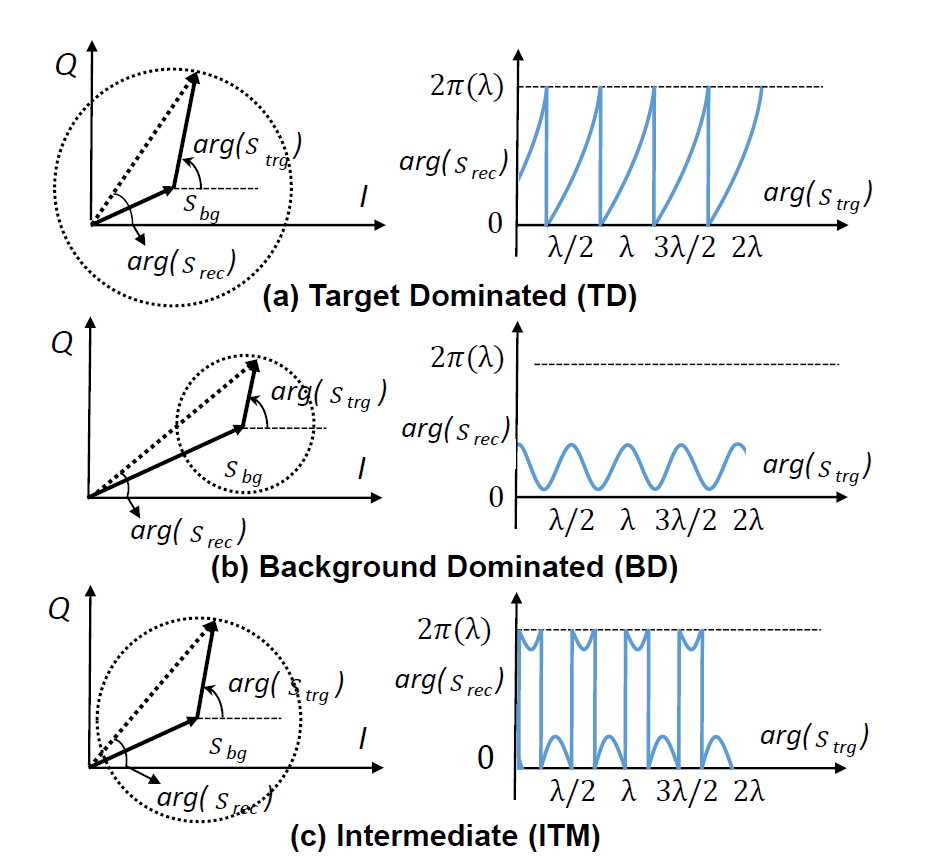 Q
arg(S trg)
S bg
I
arg(S rec)
2π(λ)
arg(S rec)
0
arg(S trg)
λ/2 λ 3λ/2 2λ
(a) Target Dominated (TD)
Q
arg(S trg)
S bg
I
arg(S rec)
2π(λ)
arg(S rec)
0
arg(S trg)
λ/2 λ 3λ/2 2λ
(b) Background Dominated (BD)
Q
arg(S trg)
S bg
I
arg(S rec)
2π(λ)
arg(S rec)
0
arg(S trg)
λ/2 λ 3λ/2 2λ
(c) Intermediate (ITM)